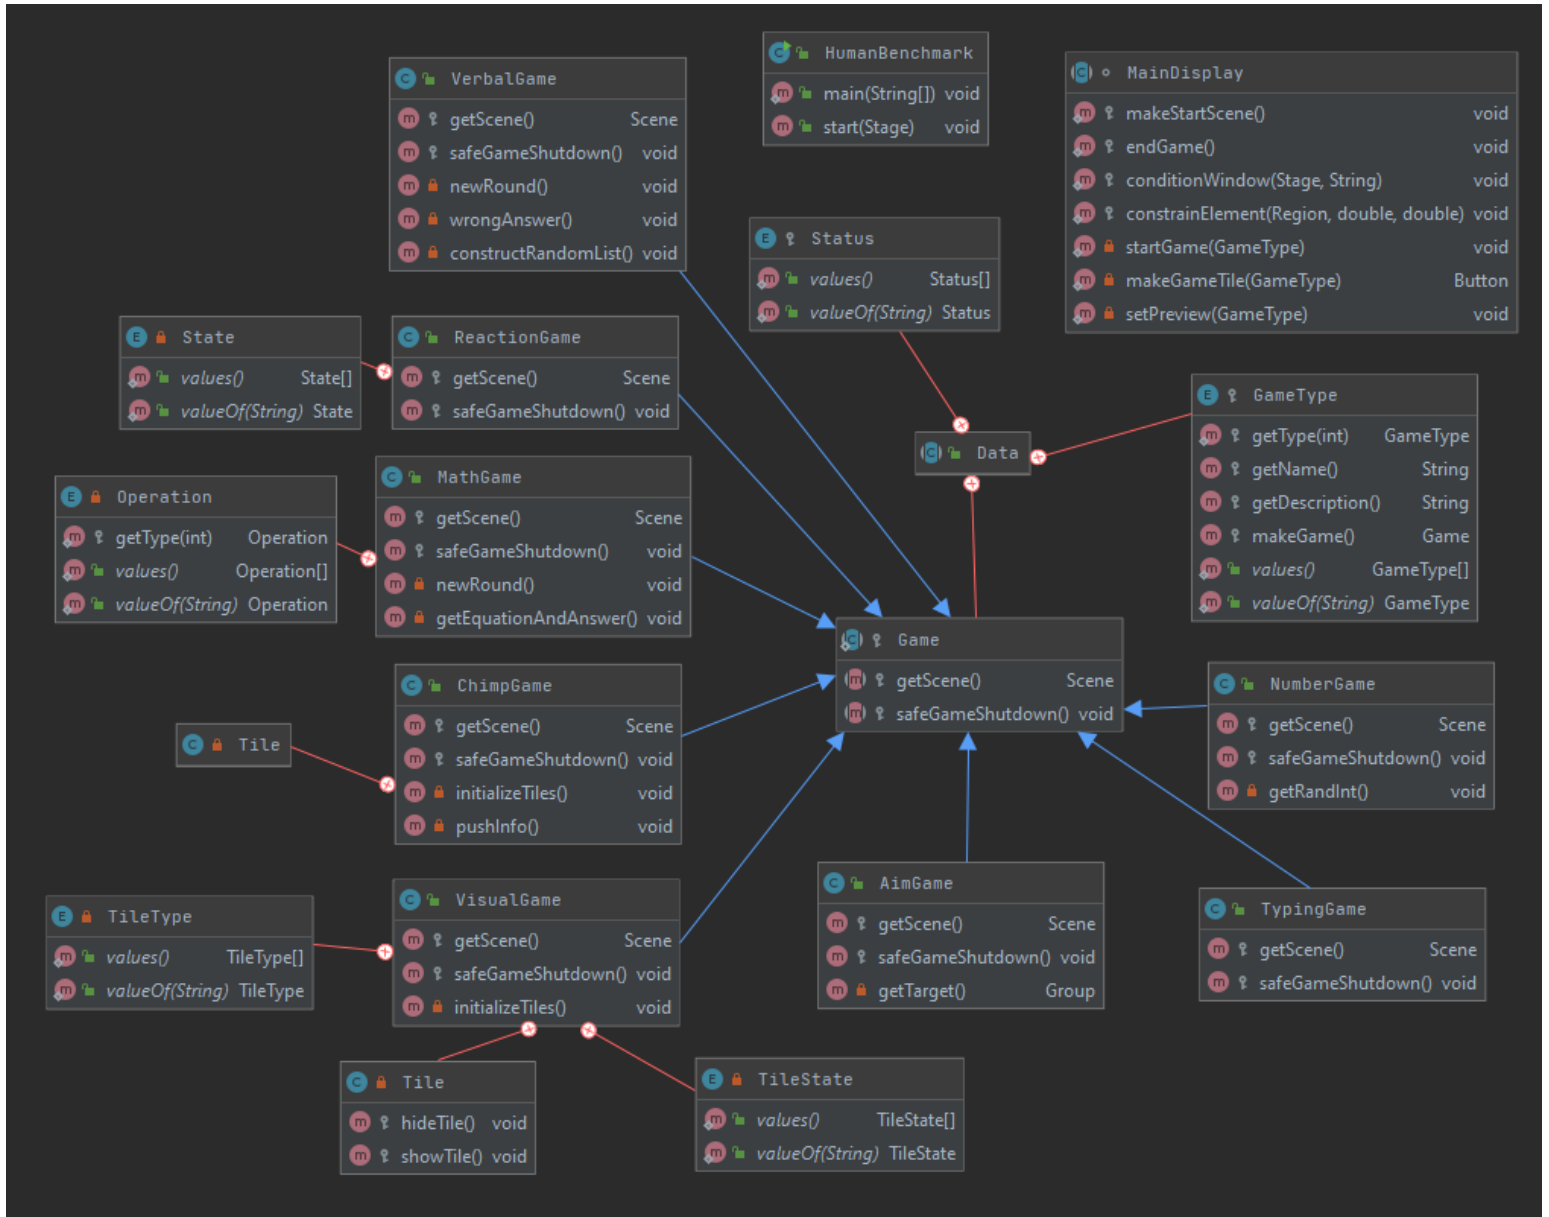 VerbalGame
getScene() Scene
safeGameShutdown() void
newRound() void
wrongAnswer() void
constructRandomList() void
HumanBenchmark
main(String[]) void
start(Stage) void
MainDisplay
makeStartScene() void
endGame() void
conditionWindow(Stage, String) void
constrainElement(Region, double, double) void
startGame(GameType) void
makeGameTile(GameType) Button
setPreview(GameType) void
Status
values() Status[]
valueOf(String) Status
State
values() State[]
valueOf(String) State
ReactionGame
getScene() Scene
safeGameShutdown() void
Data
GameType
getType(int) GameType
getName() String
getDescription() String
makeGame() Game
values() GameType[]
valueOf(String) GameType
Operation
getType(int) Operation
values() Operation[]
valueOf(String) Operation
MathGame
getScene() Scene
safeGameShutdown() void
newRound() void
getEquationAndAnswer() void
Game
getScene() Scene
safeGameShutdown() void
Tile
ChimpGame
getScene() Scene
safeGameShutdown() void
initializeTiles() void
pushInfo() void
NumberGame
getScene() Scene
safeGameShutdown() void
getRandInt() void
TileType
values() TileType[]
valueOf(String) TileType
VisualGame
getScene() Scene
safeGameShutdown() void
initializeTiles() void
AimGame
getScene() Scene
safeGameShutdown() void
getTarget() Group
TypingGame
getScene() Scene
safeGameShutdown() void
Tile
hideTile() void
showTile() void
TileState
values() TileState[]
valueOf(String) TileState